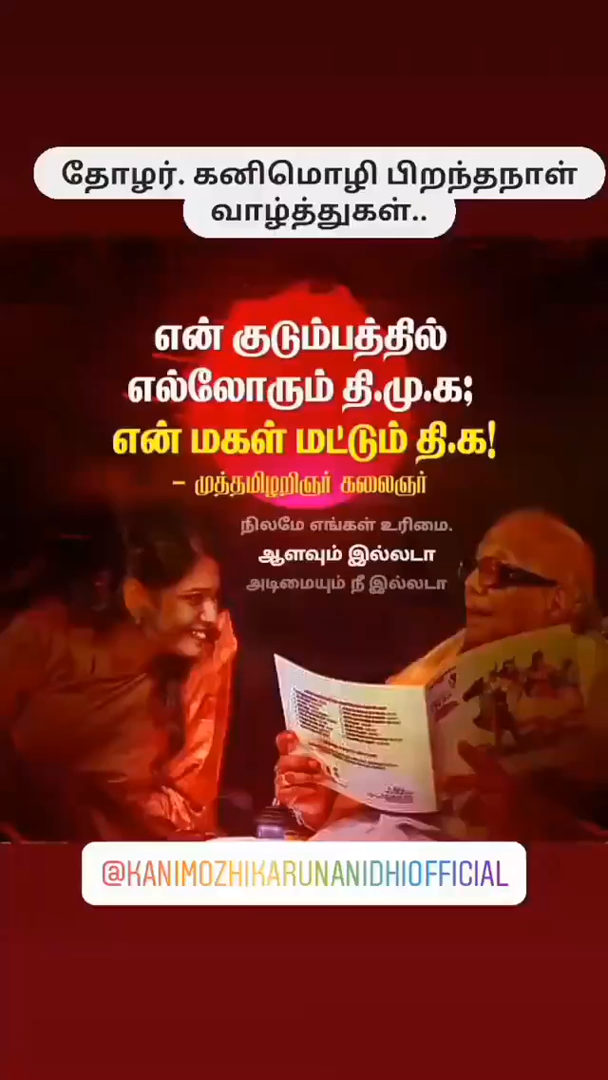 தோழர். கனிமொழி பிறந்தநாள்
வாழ்த்துகள்..
என் குடும்பத்தில்
எல்லோரும் தி.மு.க;
என் மகள் மட்டும் தி.க!
- முத்தமிழறிஞர் கலைஞர்
நிலமே எங்கள் உரிமை.
ஆளவும் இல்லடா
அடிமையும் நீ இல்லடா
@KANIMOZHIKARUNANIDHIOFFICIAL